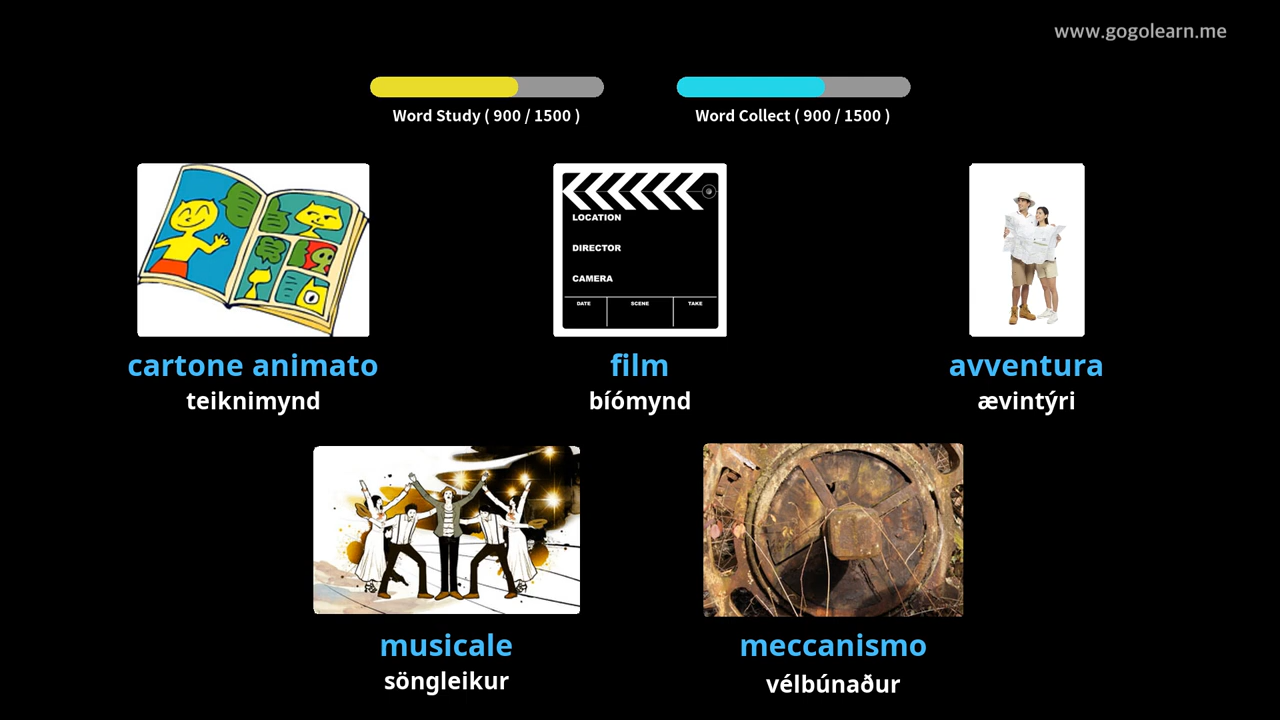 www.gogolearn.me
Word Study ( 900 / 1500 )
Word Collect ( 900 / 1500 )
LOCATION
DIRECTOR
CAMERA
DATE
SCENE
TAKE
cartone animato
teiknimynd
film
bíómynd
avventura
ævintýri
musicale
söngleikur
meccanismo
vélbúnaður